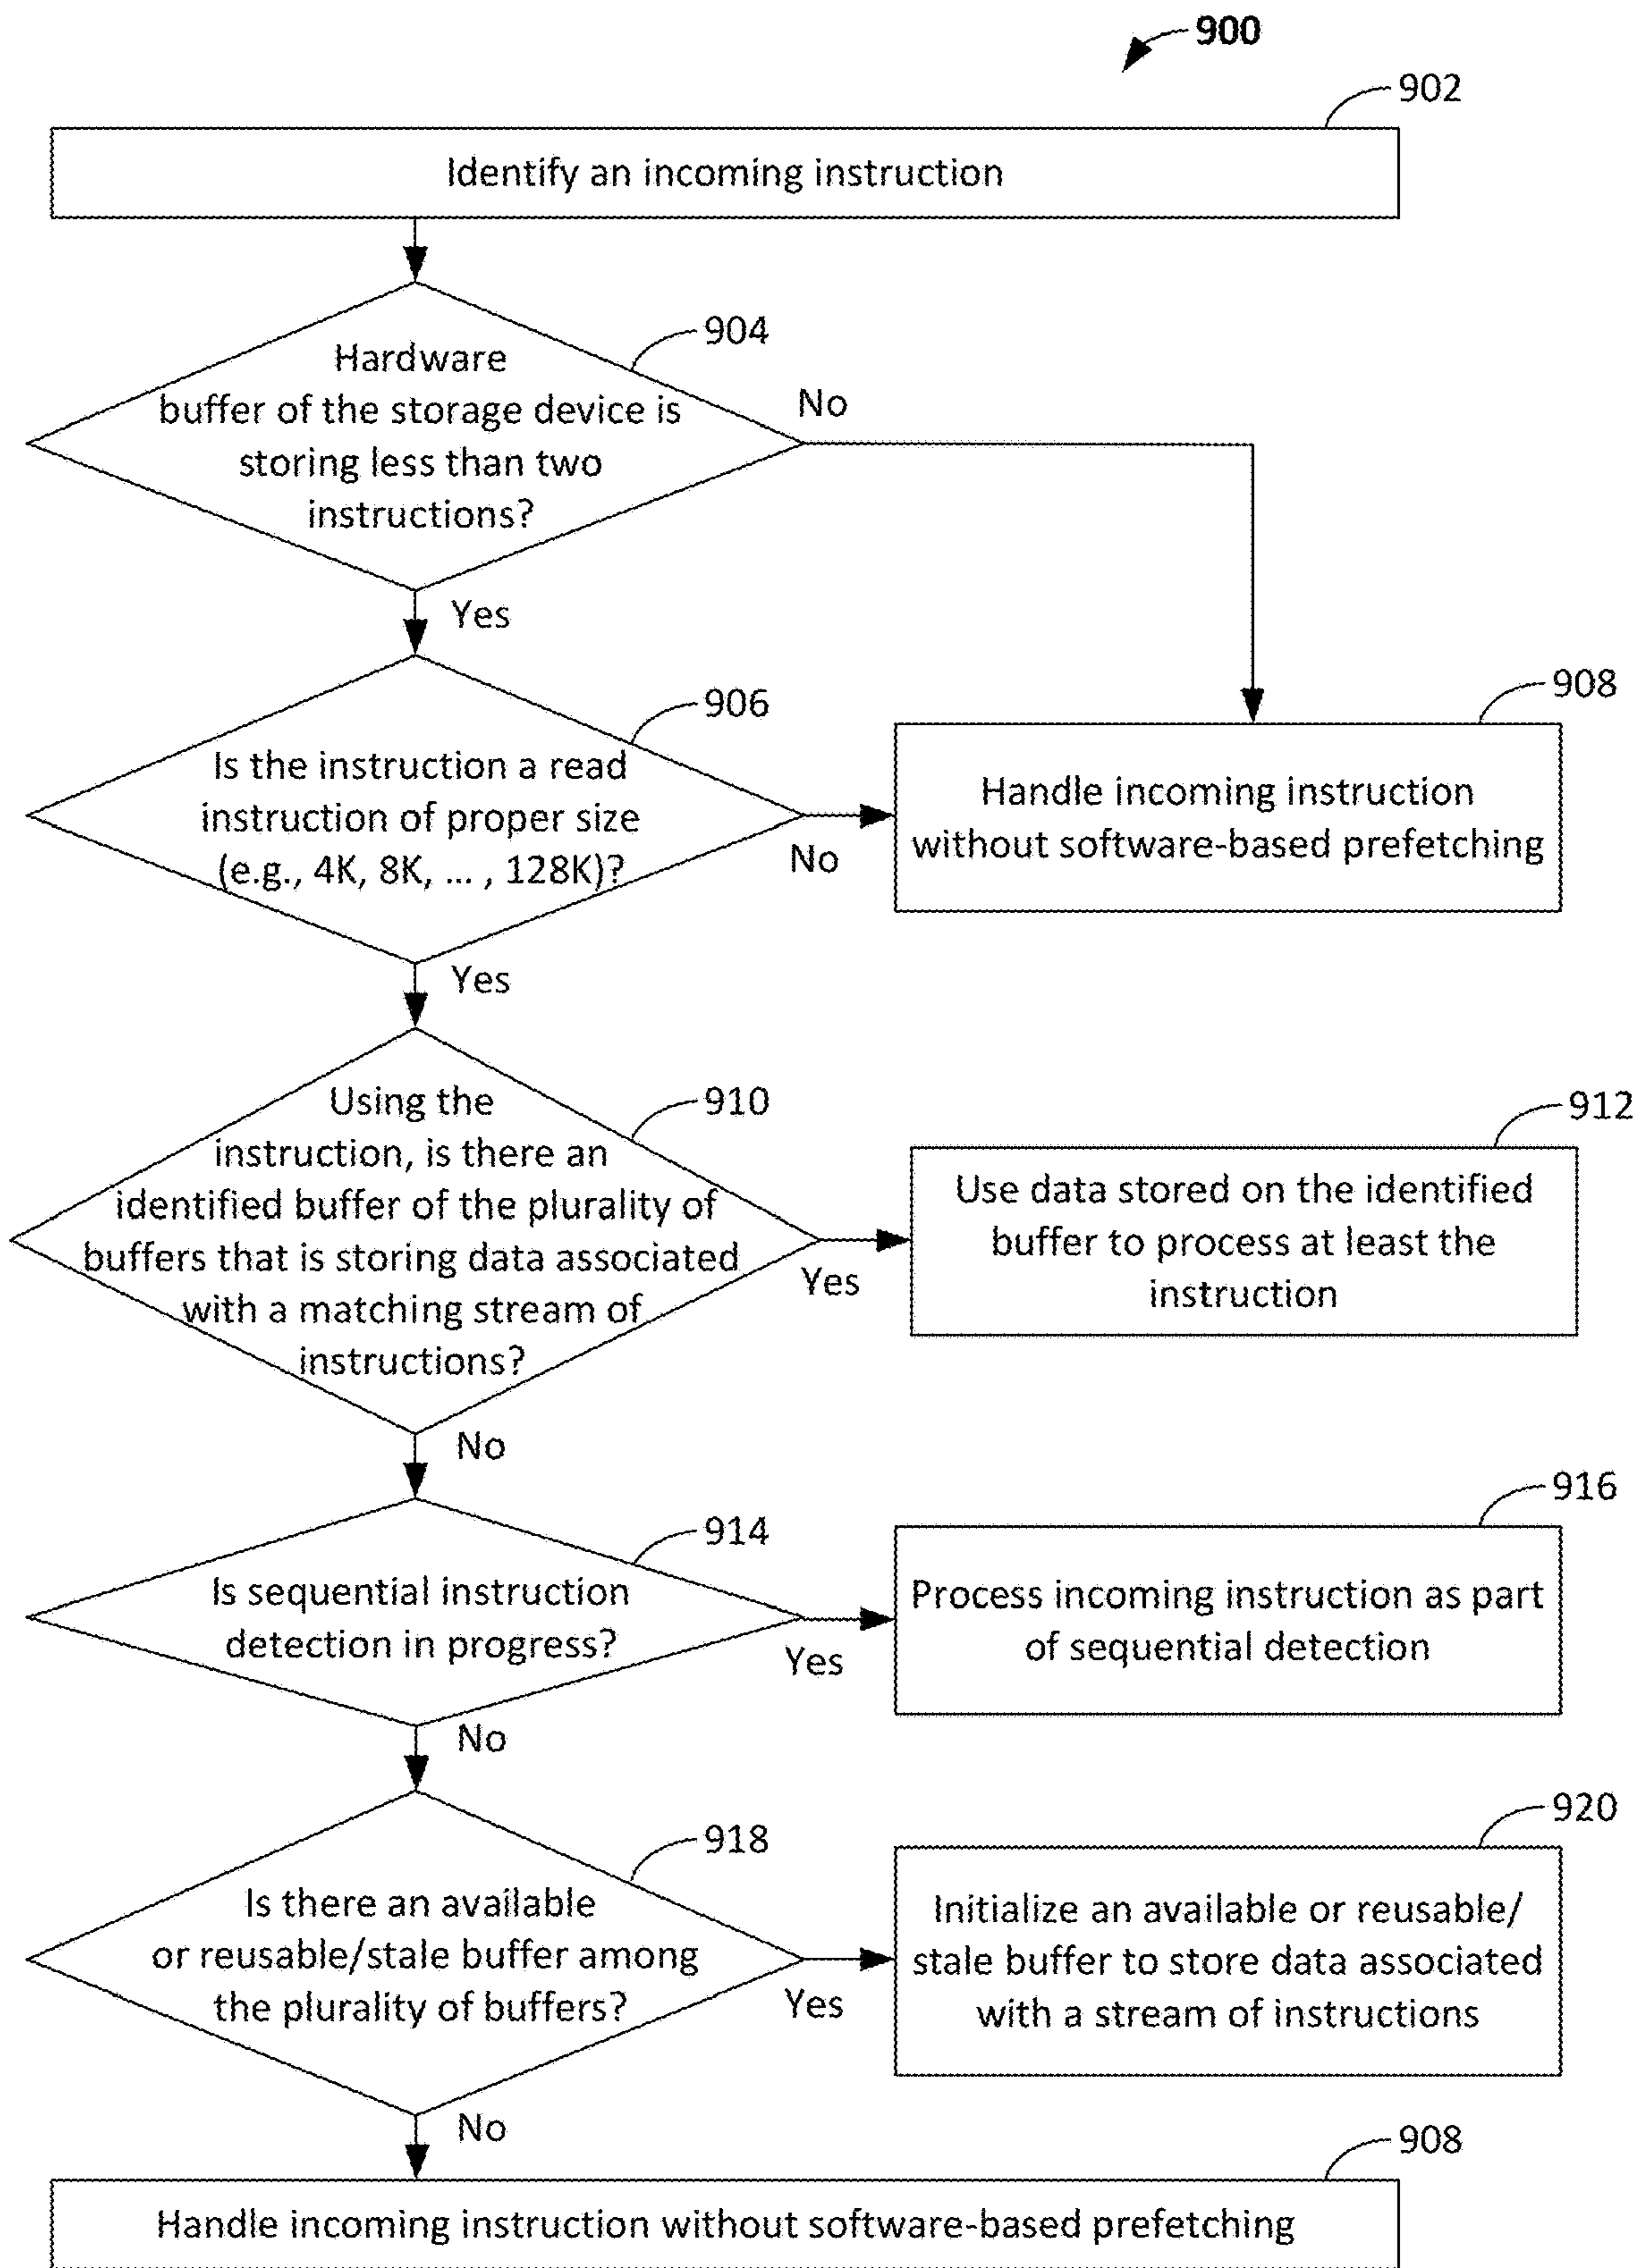 900
902
Identify an incoming instruction
904
Hardware
buffer of the storage device is
storing less than two
instructions?
No
Yes
906
Is the instruction a read
instruction of proper size
(e.g., 4K, 8K, ... , 128K)?
No
908
Handle incoming instruction
without software-based prefetching
Yes
910
Using the
instruction, is there an
identified buffer of the plurality of
buffers that is storing data associated
with a matching stream of
instructions?
Yes
912
Use data stored on the identified
buffer to process at least the
instruction
No
914
Is sequential instruction
detection in progress?
Yes
916
Process incoming instruction as part
of sequential detection
No
918
Is there an available
or reusable/stale buffer among
the plurality of buffers?
Yes
920
Initialize an available or reusable/
stale buffer to store data associated
with a stream of instructions
No
908
Handle incoming instruction without software-based prefetching